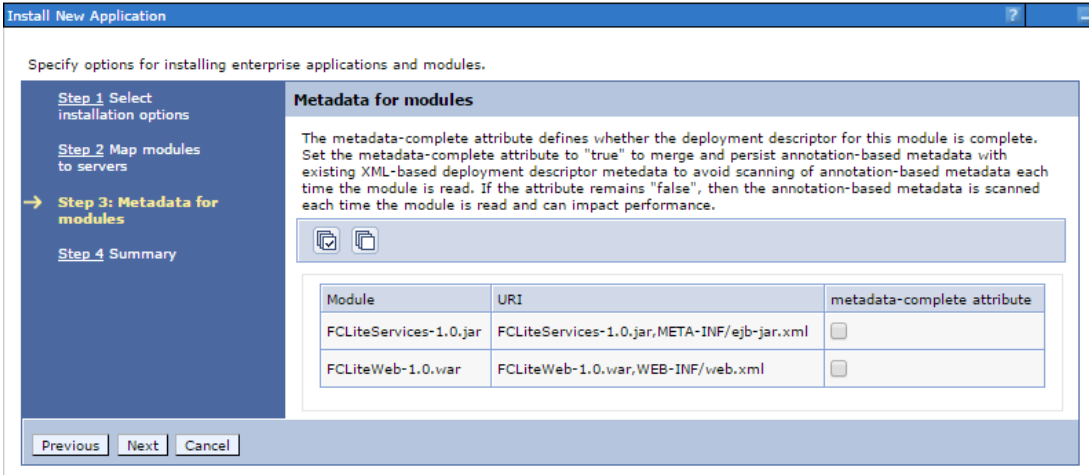 Install New Application
?
Specify options for installing enterprise applications and modules.
Step 1 Select
installation options
Step 2 Map modules
to servers
Step 3: Metadata for
modules
Step 4 Summary
Metadata for modules
The metadata-complete attribute defines whether the deployment descriptor for this module is complete.
Set the metadata-complete attribute to "true" to merge and persist annotation-based metadata with
existing XML-based deployment descriptor metedata to avoid scanning of annotation-based metadata each
time the module is read. If the attribute remains "false", then the annotation-based metadata is scanned
each time the module is read and can impact performance.
Module URI metadata-complete attribute
FCLiteServices-1.0.jar FCLiteServices-1.0.jar,META-INF/ejb-jar.xml
FCLiteWeb-1.0.war FCLiteWeb-1.0.war,WEB-INF/web.xml
Previous Next Cancel